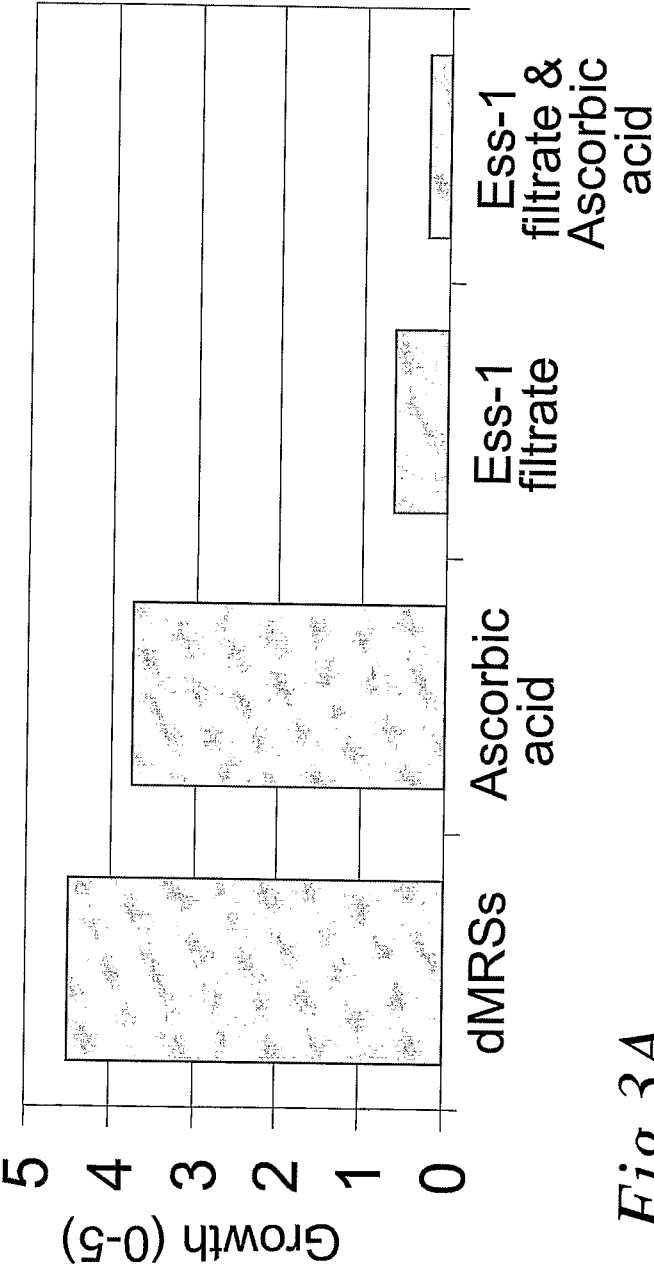 Growth (0-5)
5
4
3
2
1
0
dMRSs
Ascorbic
acid
Ess-1
filtrate
Ess-1
filtrate &
Ascorbic
acid
Fig 3A